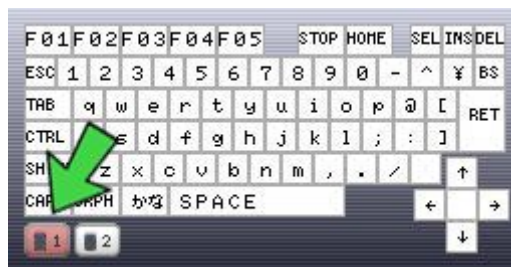 F01 F02 F03 F04 F05 STOP HOME SEL INS DEL
ESC 1 2 3 4 5 6 7 8 9 0 - ^ ¥ BS
TAB q w e r t y u i o p @ [ RET
CTRL s d f g h j k l ; : ]
z x c v b n m , . / ↑
かな SPACE ← →
1 2 ↓